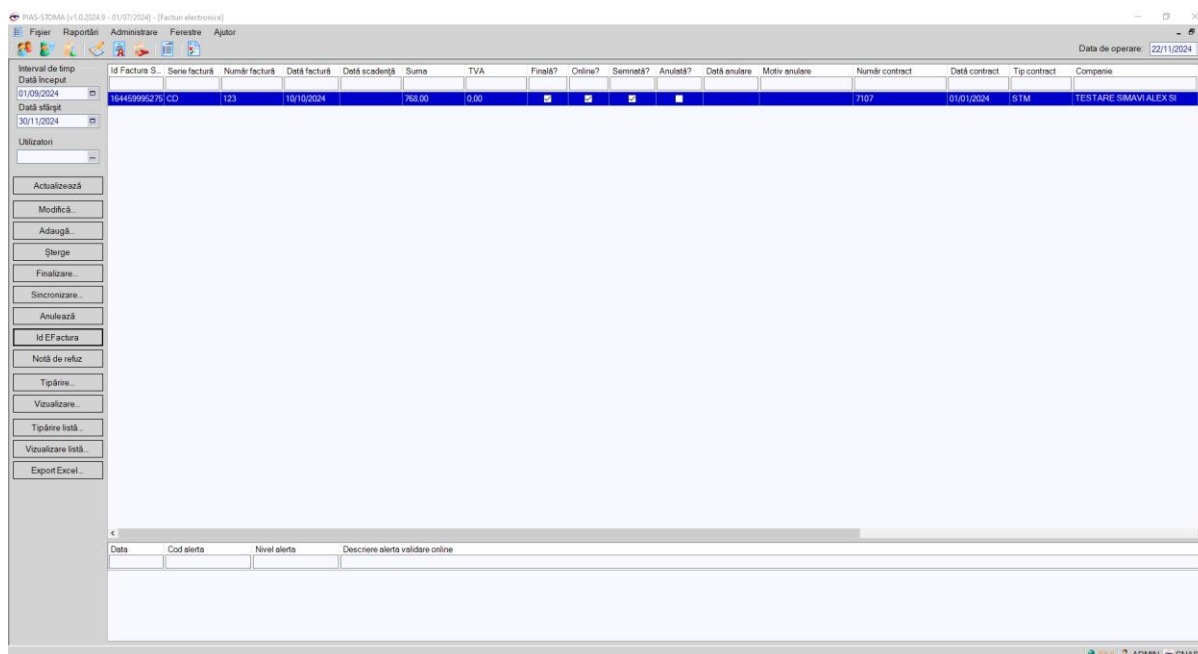 PIAS-STOMA [v1.0.2024.9 - 01/07/2024] - [Facturi electronice]
Fişier Raportări Administrare Ferestre Ajutor
Data de operare: 22/11/2024
Interval de timp
Dată început
01/09/2024
Dată sfârşit
30/11/2024
Utilizatori
...
Actualizează
Modifică...
Adaugă...
Şterge
Finalizare...
Sincronizare...
Anulează
Id EFactura
Notă de refuz
Tipărire...
Vizualizare...
Tipărire listă...
Vizualizare listă...
Export Excel...
Id Factura S... Serie factură Număr factură Dată factură Dată scadenţă Suma TVA Finală? Online? Semnată? Anulată? Dată anulare Motiv anulare Număr contract Dată contract Tip contract Companie
164459995275 CD 123 10/10/2024 768,00 0,00 7107 01/01/2024 STM TESTARE SIMAVI ALEX SI
Data Cod alerta Nivel alerta Descriere alerta validare online
ADMIN CNAS